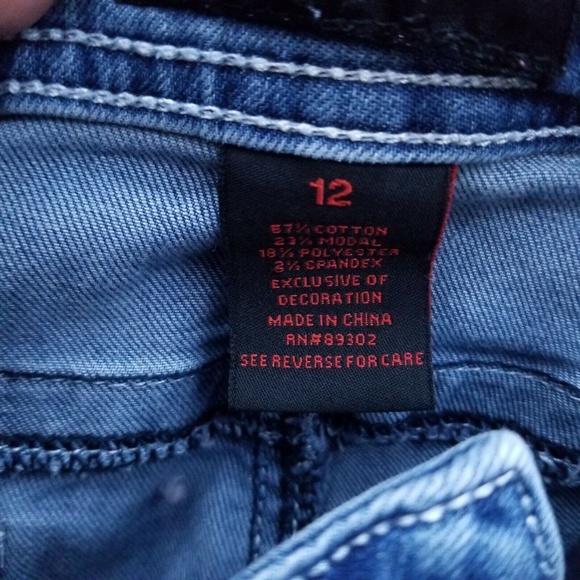 12
57% COTTON
23% MODAL
18% POLYESTER
2% SPANDEX
EXCLUSIVE OF
DECORATION
MADE IN CHINA
RN#89302
SEE REVERSE FOR CARE